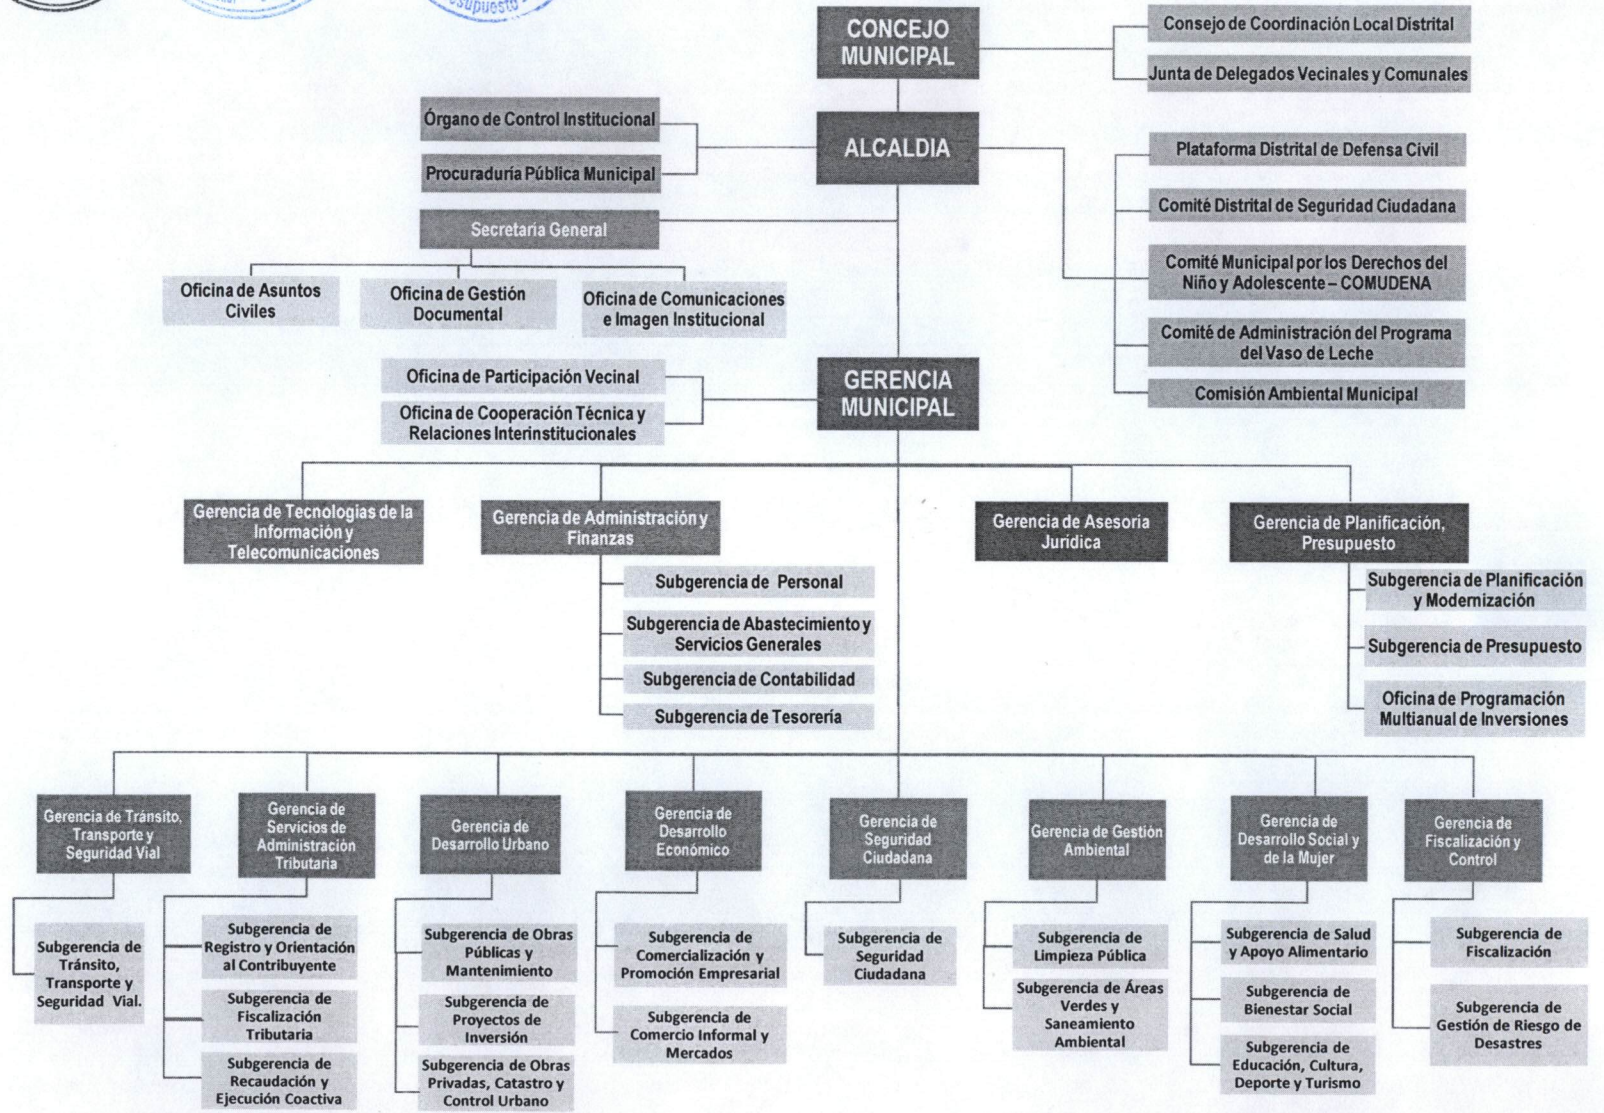 supuesto
CONCEJO
MUNICIPAL
Consejo de Coordinación Local Distrital
Junta de Delegados Vecinales y Comunales
Órgano de Control Institucional
Procuraduría Pública Municipal
ALCALDIA
Plataforma Distrital de Defensa Civil
Comité Distrital de Seguridad Ciudadana
Comité Municipal por los Derechos del
Niño y Adolescente – COMUDENA
Comité de Administración del Programa
del Vaso de Leche
Comisión Ambiental Municipal
Secretaria General
Oficina de Asuntos
Civiles
Oficina de Gestión
Documental
Oficina de Comunicaciones
e Imagen Institucional
Oficina de Participación Vecinal
Oficina de Cooperación Técnica y
Relaciones Interinstitucionales
GERENCIA
MUNICIPAL
Gerencia de Tecnologias de la
Información y
Telecomunicaciones
Gerencia de Administración y
Finanzas
Subgerencia de Personal
Subgerencia de Abastecimiento y
Servicios Generales
Subgerencia de Contabilidad
Subgerencia de Tesorería
Gerencia de Asesoria
Jurídica
Gerencia de Planificación,
Presupuesto
Subgerencia de Planificación
y Modernización
Subgerencia de Presupuesto
Oficina de Programación
Multianual de Inversiones
Gerencia de Tránsito,
Transporte y
Seguridad Vial
Subgerencia de
Tránsito,
Transporte y
Seguridad Vial.
Gerencia de
Servicios de
Administración
Tributaria
Subgerencia de
Registro y Orientación
al Contribuyente
Subgerencia de
Fiscalización
Tributaria
Subgerencia de
Recaudación y
Ejecución Coactiva
Gerencia de
Desarrollo Urbano
Subgerencia de Obras
Públicas y
Mantenimiento
Subgerencia de
Proyectos de
Inversión
Subgerencia de Obras
Privadas, Catastro y
Control Urbano
Gerencia de
Desarrollo
Económico
Subgerencia de
Comercialización y
Promoción Empresarial
Subgerencia de
Comercio Informal y
Mercados
Gerencia de
Seguridad
Ciudadana
Subgerencia de
Seguridad
Ciudadana
Gerencia de Gestión
Ambiental
Subgerencia de
Limpieza Pública
Subgerencia de Áreas
Verdes y
Saneamiento
Ambiental
Gerencia de
Desarrollo Social y
de la Mujer
Subgerencia de Salud
y Apoyo Alimentario
Subgerencia de
Bienestar Social
Subgerencia de
Educación, Cultura,
Deporte y Turismo
Gerencia de
Fiscalización y
Control
Subgerencia de
Fiscalización
Subgerencia de
Gestión de Riesgo de
Desastres